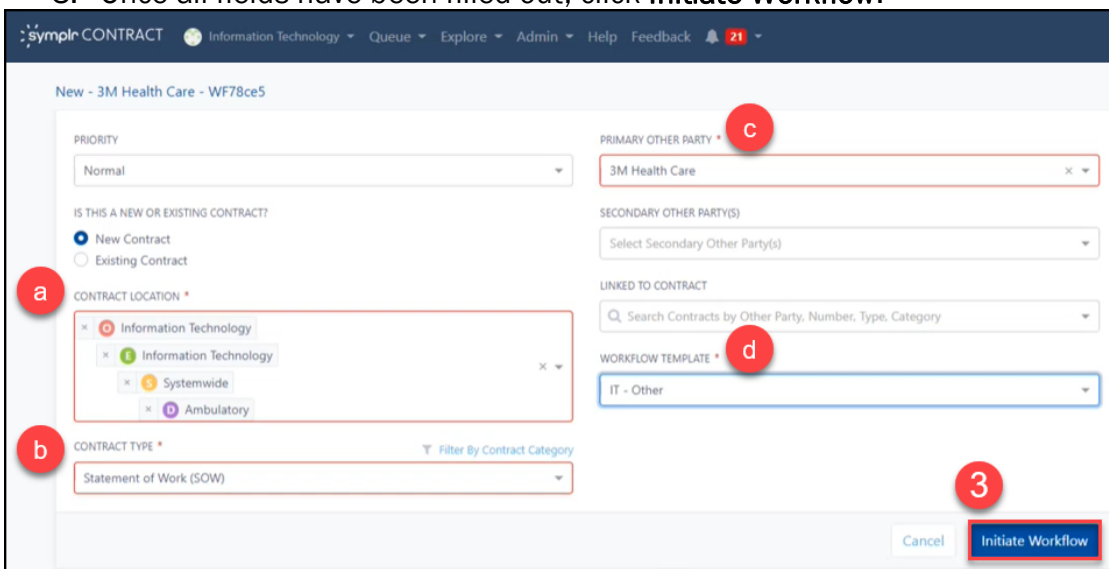 3. Once all fields have been filled out, click Initiate Workflow.
symplr CONTRACT Information Technology Queue Explore Admin Help Feedback 21
New - 3M Health Care - WF78ce5
PRIORITY
Normal
IS THIS A NEW OR EXISTING CONTRACT?
New Contract
Existing Contract
a
CONTRACT LOCATION *
× O Information Technology
× E Information Technology
× S Systemwide
× D Ambulatory
b
CONTRACT TYPE *
Filter By Contract Category
Statement of Work (SOW)
PRIMARY OTHER PARTY *
c
3M Health Care
SECONDARY OTHER PARTY(S)
Select Secondary Other Party(s)
LINKED TO CONTRACT
Search Contracts by Other Party, Number, Type, Category
WORKFLOW TEMPLATE *
d
IT - Other
3
Cancel
Initiate Workflow